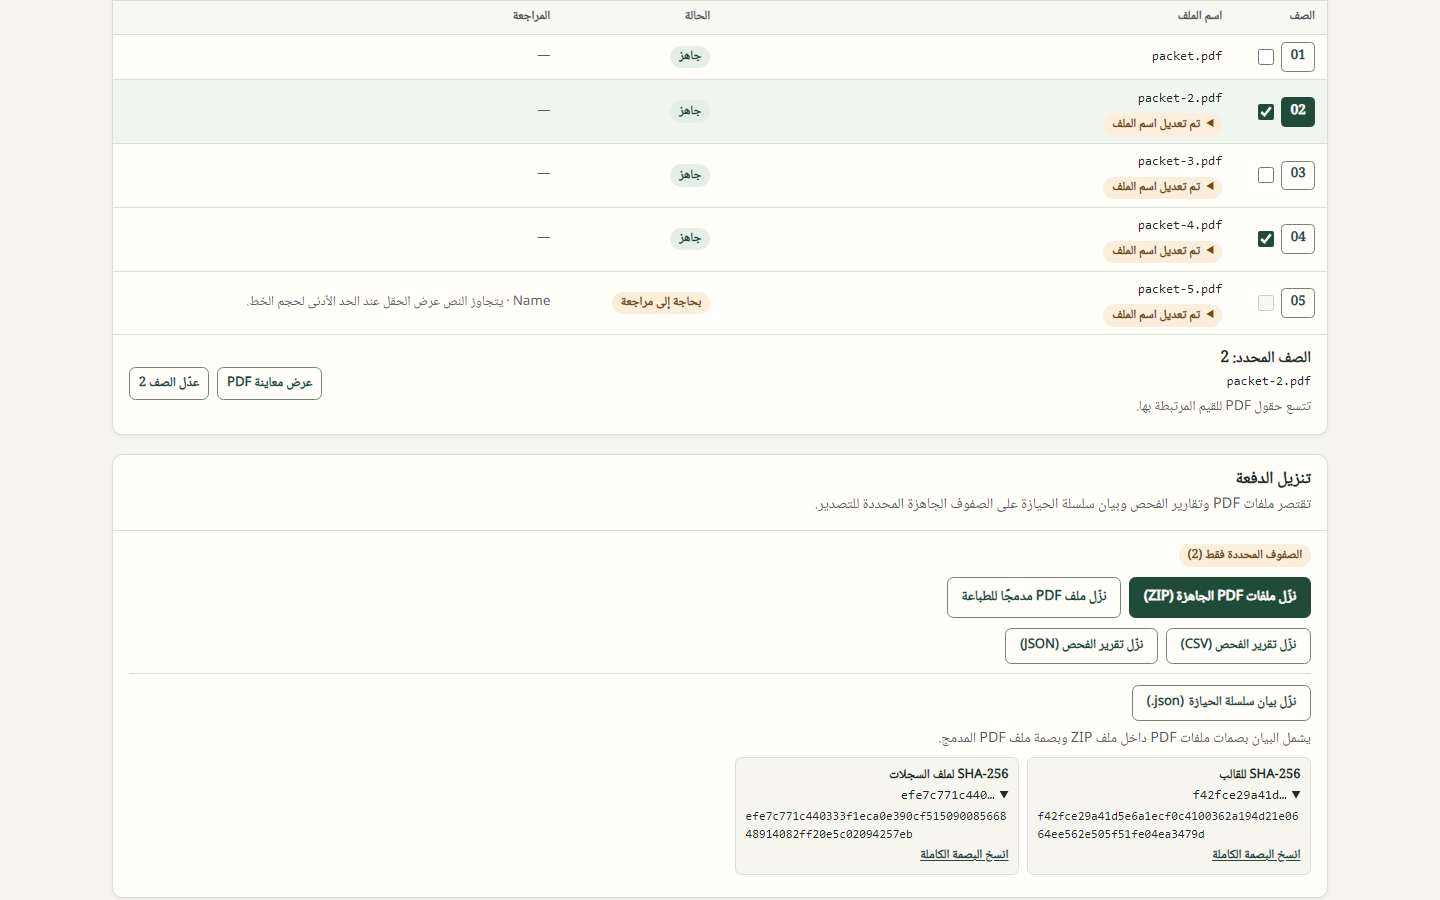 الصف
اسم الملف
الحالة
المراجعة
01
packet.pdf
جاهز
—
02
packet-2.pdf
تم تعديل اسم الملف
جاهز
—
03
packet-3.pdf
تم تعديل اسم الملف
جاهز
—
04
packet-4.pdf
تم تعديل اسم الملف
جاهز
—
05
packet-5.pdf
تم تعديل اسم الملف
بحاجة إلى مراجعة
Name · يتجاوز النص عرض الحقل عند الحد الأدنى لحجم الخط.
الصف المحدد: 2
packet-2.pdf
تتسع حقول PDF للقيم المرتبطة بها.
عرض معاينة PDF
عدّل الصف 2
تنزيل الدفعة
تقتصر ملفات PDF وتقارير الفحص وبيان سلسلة الحيازة على الصفوف الجاهزة المحددة للتصدير.
الصفوف المحددة فقط (2)
نزّل ملفات PDF الجاهزة (ZIP)
نزّل ملف PDF مدمجًا للطباعة
نزّل تقرير الفحص (CSV)
نزّل تقرير الفحص (JSON)
نزّل بيان سلسلة الحيازة (.json)
يشمل البيان بصمات ملفات PDF داخل ملف ZIP وبصمة ملف PDF المدمج.
SHA-256 للقالب
f42fce29a41d…
f42fce29a41d5e6a1ecf0c4100362a194d21e06
64ee562e505f51fe04ea3479d
انسخ البصمة الكاملة
SHA-256 لملف السجلات
efe7c771c440…
efe7c771c440333f1eca0e390cf515090085668
48914082ff20e5c02094257eb
انسخ البصمة الكاملة